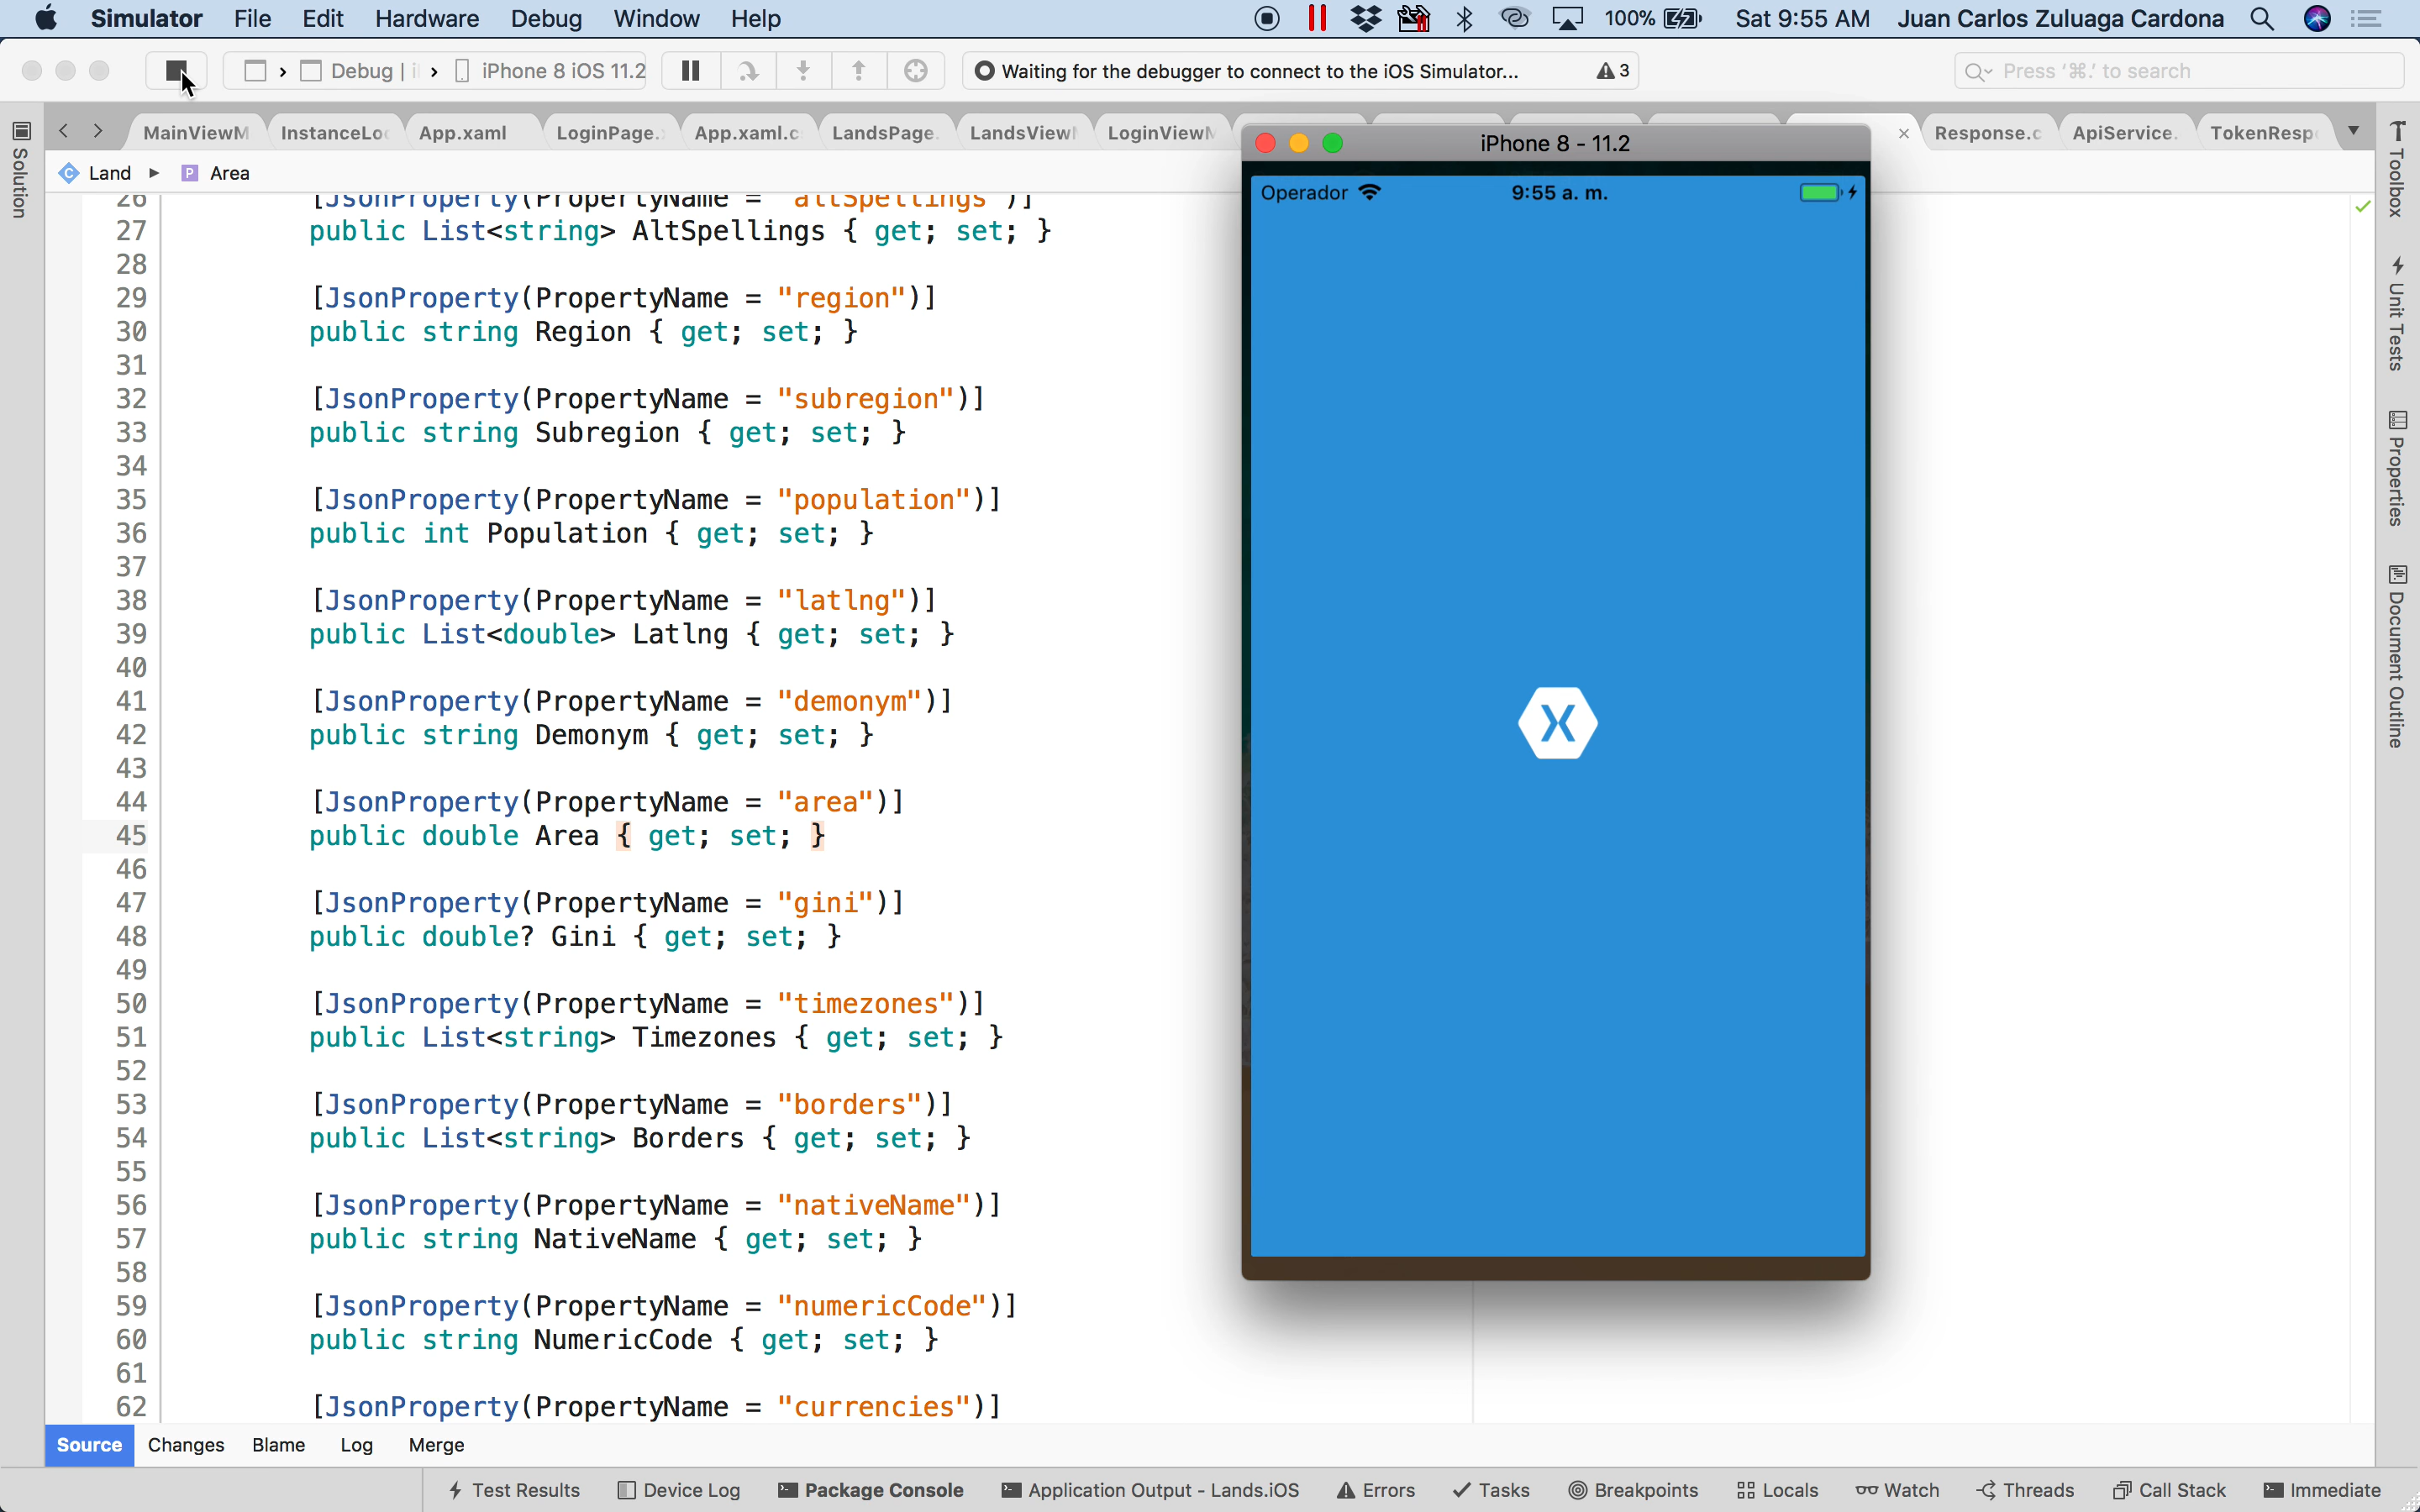 Simulator File Edit Hardware Debug Window Help 100% Sat 9:55 AM Juan Carlos Zuluaga Cardona
Debug iPhone 8 iOS 11.2 Waiting for the debugger to connect to the iOS Simulator... 3 Press ‘⌘.’ to search
MainViewM InstanceLoc App.xaml LoginPage. App.xaml.c LandsPage. LandsView LoginViewM Response.c ApiService. TokenResp
iPhone 8 - 11.2
Land ▶ P Area
Operador 9:55 a. m.
Solution
Toolbox
Unit Tests
Properties
Document Outline
26 [JsonProperty(PropertyName = "altSpellings")]
27 public List<string> AltSpellings { get; set; }
28
29 [JsonProperty(PropertyName = "region")]
30 public string Region { get; set; }
31
32 [JsonProperty(PropertyName = "subregion")]
33 public string Subregion { get; set; }
34
35 [JsonProperty(PropertyName = "population")]
36 public int Population { get; set; }
37
38 [JsonProperty(PropertyName = "latlng")]
39 public List<double> Latlng { get; set; }
40
41 [JsonProperty(PropertyName = "demonym")]
42 public string Demonym { get; set; }
43
44 [JsonProperty(PropertyName = "area")]
45 public double Area { get; set; }
46
47 [JsonProperty(PropertyName = "gini")]
48 public double? Gini { get; set; }
49
50 [JsonProperty(PropertyName = "timezones")]
51 public List<string> Timezones { get; set; }
52
53 [JsonProperty(PropertyName = "borders")]
54 public List<string> Borders { get; set; }
55
56 [JsonProperty(PropertyName = "nativeName")]
57 public string NativeName { get; set; }
58
59 [JsonProperty(PropertyName = "numericCode")]
60 public string NumericCode { get; set; }
61
62 [JsonProperty(PropertyName = "currencies")]
Source Changes Blame Log Merge
Test Results Device Log Package Console Application Output - Lands.iOS Errors Tasks Breakpoints Locals Watch Threads Call Stack Immediate